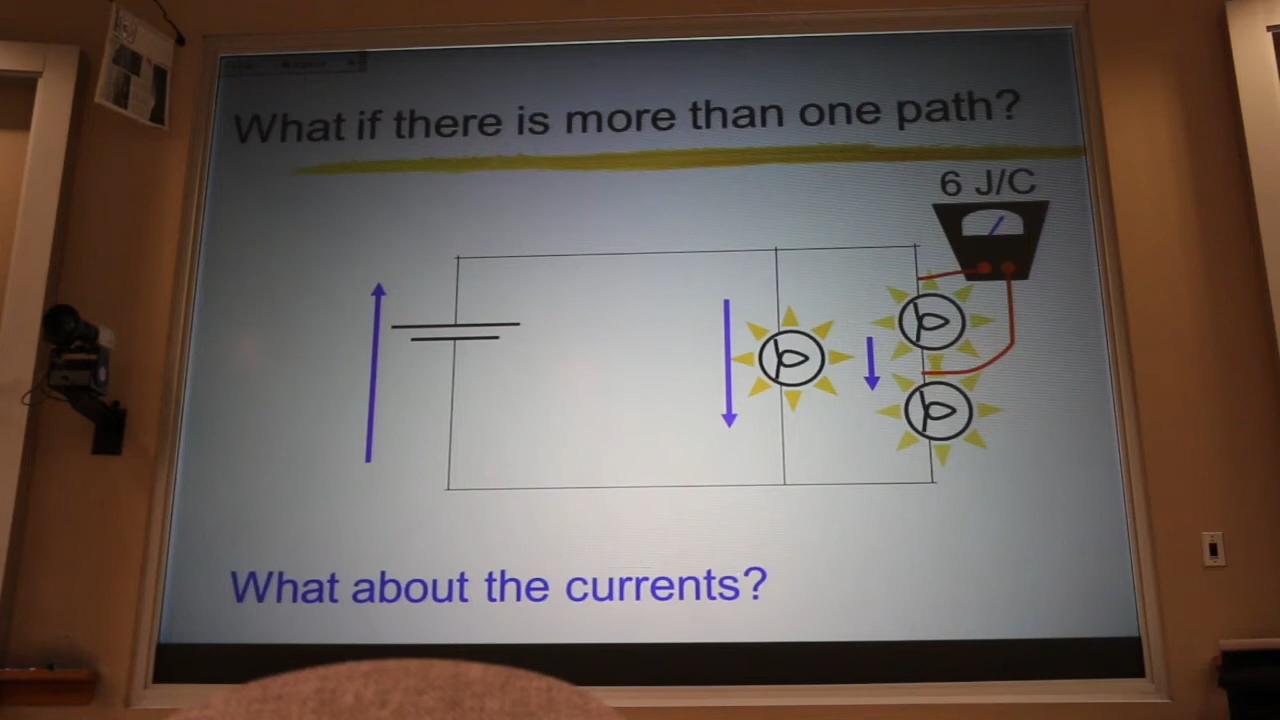 What if there is more than one path?
6 J/C
What about the currents?